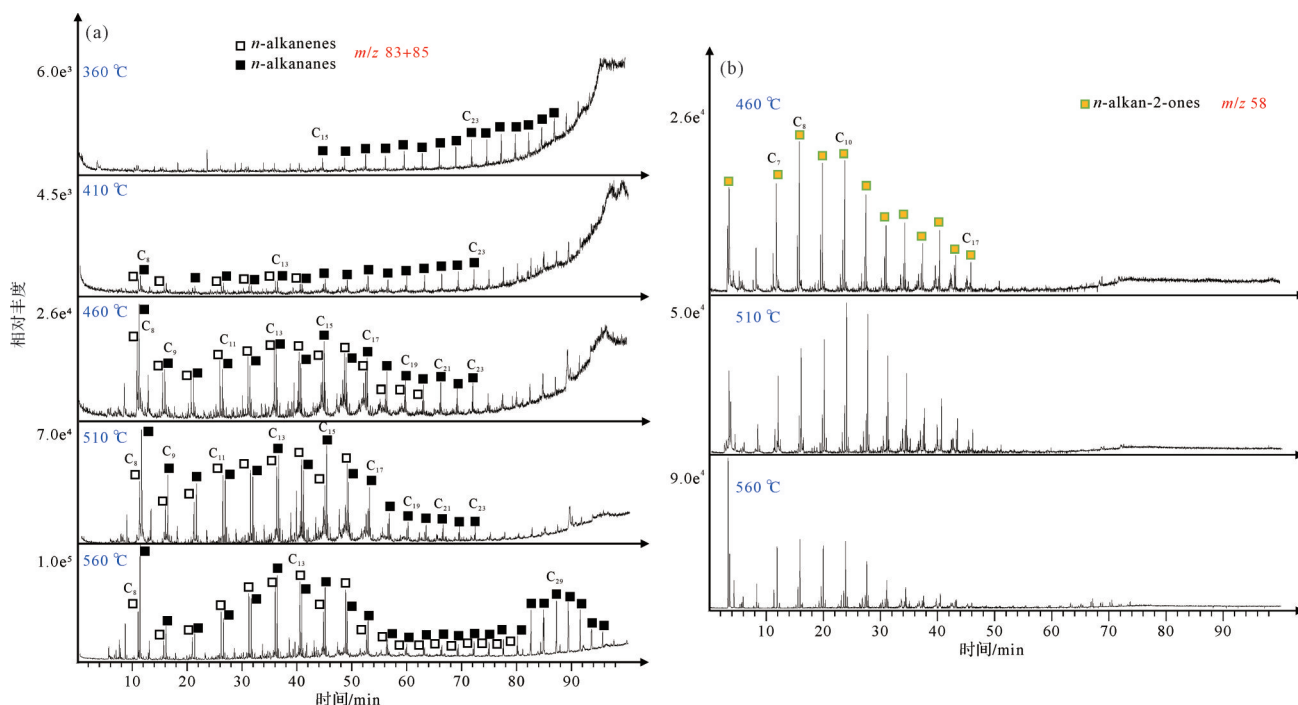 (a)
n-alkanenes
n-alkananes
m/z 83+85
6.0e³
360 ℃
C₁₅
C₂₃
4.5e³
410 ℃
C₈
C₁₃
C₂₃
2.6e⁴
460 ℃
C₈
C₉
C₁₁
C₁₃
C₁₅
C₁₇
C₁₉
C₂₁
C₂₃
7.0e⁴
510 ℃
C₈
C₉
C₁₁
C₁₃
C₁₅
C₁₇
C₁₉
C₂₁
C₂₃
1.0e⁵
560 ℃
C₈
C₁₃
C₂₉
相对丰度
10 20 30 40 50 60 70 80 90
时间/min
(b)
460 ℃
n-alkan-2-ones m/z 58
2.6e⁴
C₇
C₈
C₁₀
C₁₇
5.0e⁴
510 ℃
9.0e⁴
560 ℃
10 20 30 40 50 60 70 80 90
时间/min